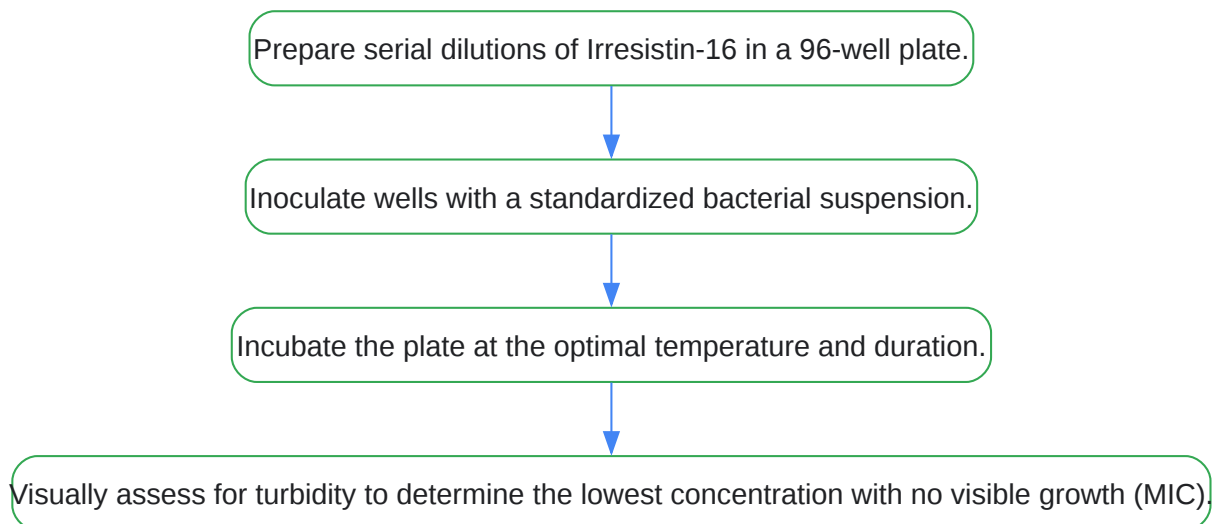 Prepare serial dilutions of Irresistin-16 in a 96-well plate.
Inoculate wells with a standardized bacterial suspension.
Incubate the plate at the optimal temperature and duration.
Visually assess for turbidity to determine the lowest concentration with no visible growth (MIC).